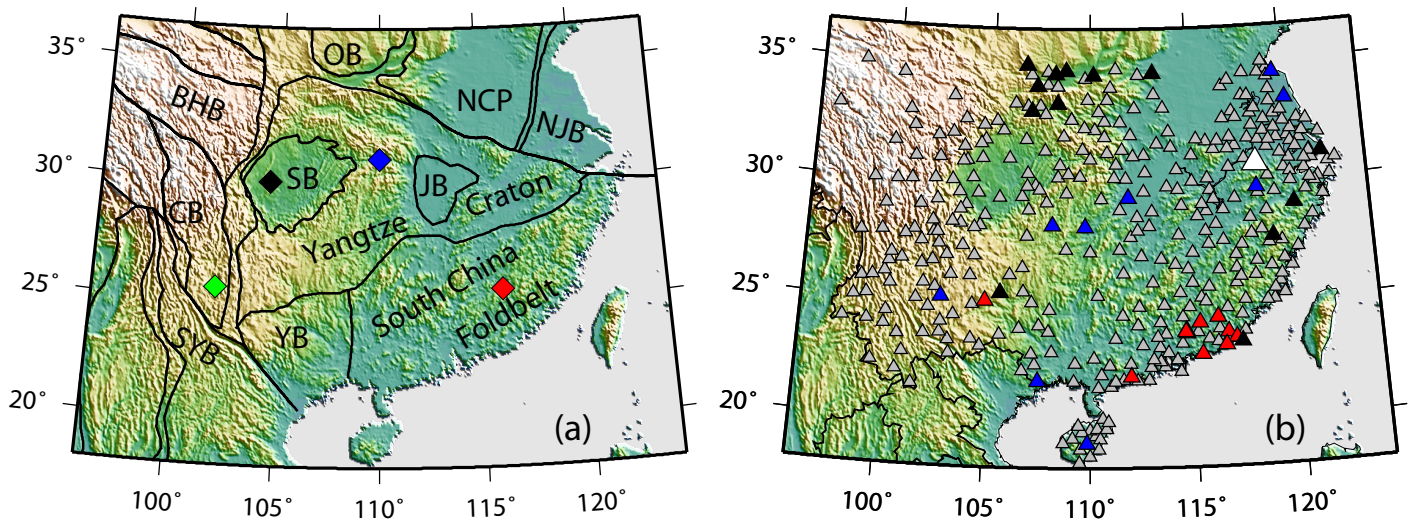 35°
30°
25°
20°
OB
BHB
NCP
NJB
SB
JB
CB
Craton
Yangtze
South China
Foldbelt
YB
SYB
(a)
100°
105°
110°
115°
120°
35°
30°
25°
20°
(b)
100°
105°
110°
115°
120°